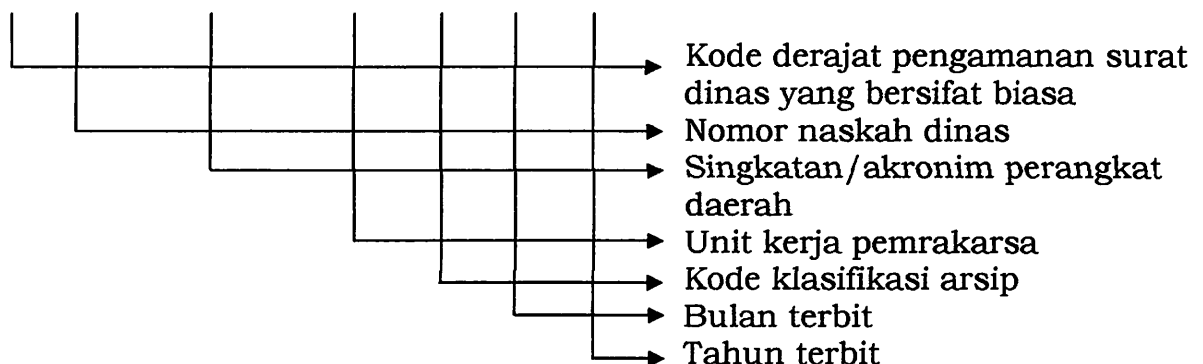 Kode derajat pengamanan surat
dinas yang bersifat biasa
Nomor naskah dinas
Singkatan/akronim perangkat
daerah
Unit kerja pemrakarsa
Kode klasifikasi arsip
Bulan terbit
Tahun terbit